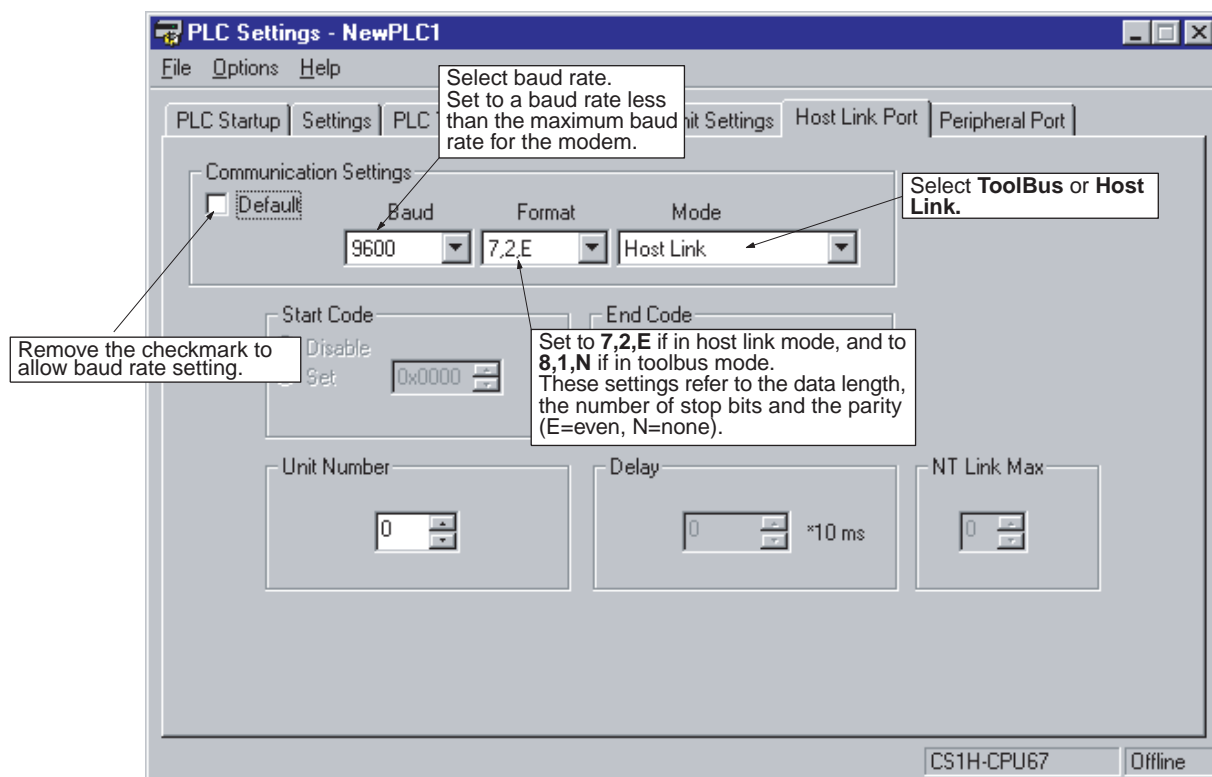 PLC Settings - NewPLC1
File Options Help
Select baud rate.
Set to a baud rate less
than the maximum baud
rate for the modem.
PLC Startup
Settings
PLC
Settings
Host Link Port
Peripheral Port
Communication Settings
Default
Baud
Format
Mode
9600
7,2,E
Host Link
Select ToolBus or Host
Link.
Remove the checkmark to
allow baud rate setting.
Start Code
Disable
Set
0x0000
End Code
Set to 7,2,E if in host link mode, and to
8,1,N if in toolbus mode.
These settings refer to the data length,
the number of stop bits and the parity
(E=even, N=none).
Unit Number
0
Delay
0
*10 ms
NT Link Max
0
CS1H-CPU67
Offline